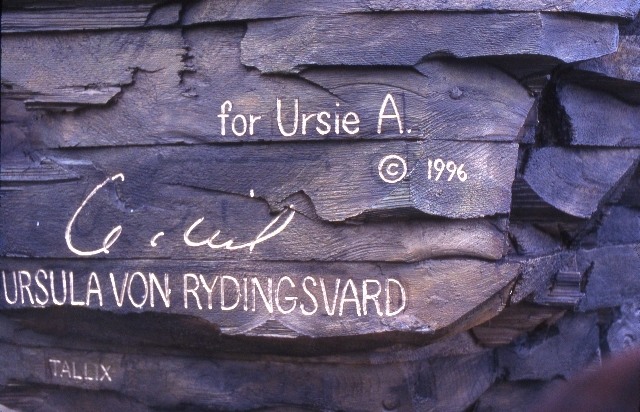 for Ursie A.
© 1996
URSULA VON RYDINGSVARD
TALLIX